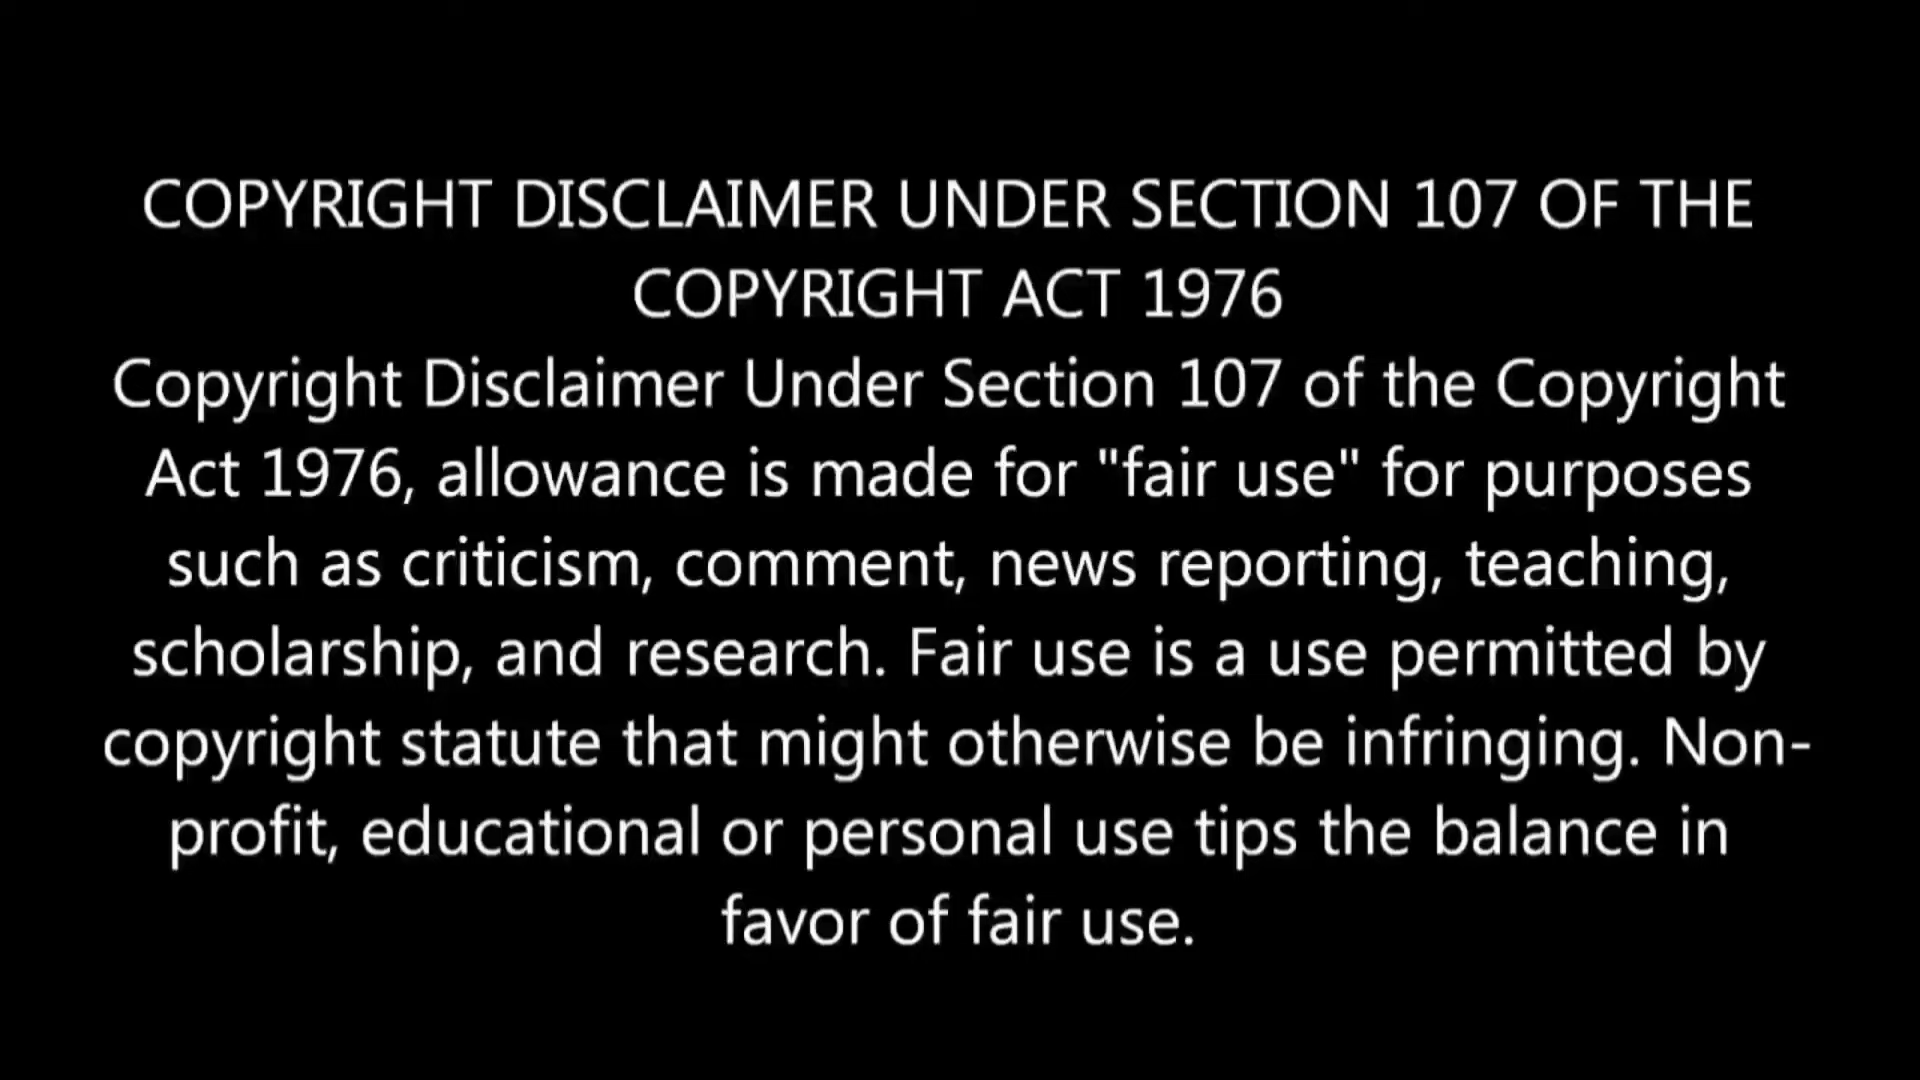 COPYRIGHT DISCLAIMER UNDER SECTION 107 OF THE
COPYRIGHT ACT 1976
Copyright Disclaimer Under Section 107 of the Copyright
Act 1976, allowance is made for "fair use" for purposes
such as criticism, comment, news reporting, teaching,
scholarship, and research. Fair use is a use permitted by
copyright statute that might otherwise be infringing. Non-
profit, educational or personal use tips the balance in
favor of fair use.